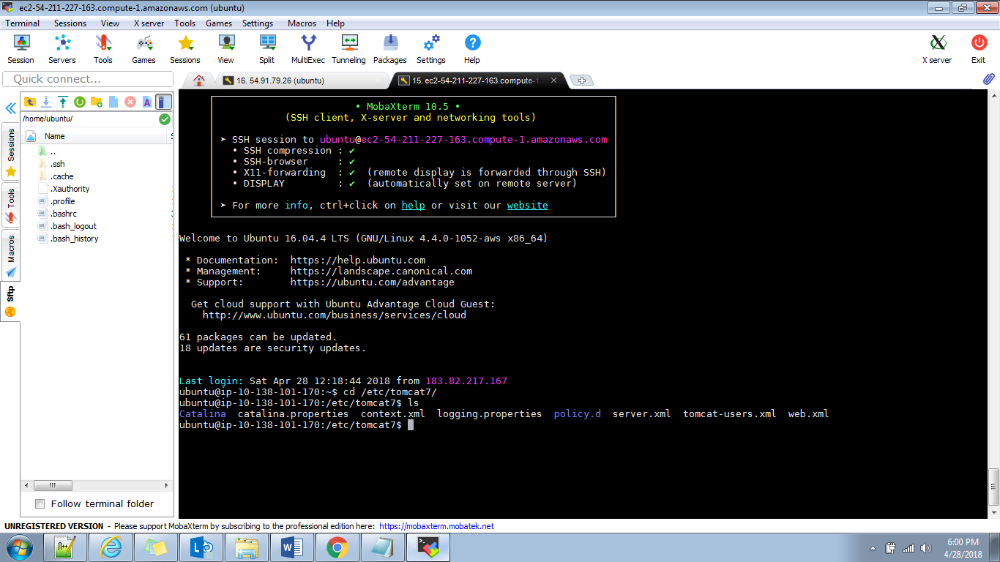 ec2-54-211-227-163.compute-1.amazonaws.com (ubuntu)
Terminal Sessions View X server Tools Games Settings Macros Help
Session Servers Tools Games Sessions View Split MultiExec Tunneling Packages Settings Help X server Exit
Quick connect...
16. 54.91.79.26 (ubuntu)
15. ec2-54-211-227-163.compute-1
/home/ubuntu/
Name
..
.ssh
.cache
.Xauthority
.profile
.bashrc
.bash_logout
.bash_history
Sessions
Tools
Macros
Sftp
Follow terminal folder
• MobaXterm 10.5 •
(SSH client, X-server and networking tools)
➤ SSH session to ubuntu@ec2-54-211-227-163.compute-1.amazonaws.com
• SSH compression : ✔
• SSH-browser : ✔
• X11-forwarding : ✔ (remote display is forwarded through SSH)
• DISPLAY : ✔ (automatically set on remote server)
➤ For more info, ctrl+click on help or visit our website
Welcome to Ubuntu 16.04.4 LTS (GNU/Linux 4.4.0-1052-aws x86_64)
* Documentation: https://help.ubuntu.com
* Management: https://landscape.canonical.com
* Support: https://ubuntu.com/advantage
Get cloud support with Ubuntu Advantage Cloud Guest:
http://www.ubuntu.com/business/services/cloud
61 packages can be updated.
18 updates are security updates.
Last login: Sat Apr 28 12:18:44 2018 from 183.82.217.167
ubuntu@ip-10-138-101-170:~$ cd /etc/tomcat7/
ubuntu@ip-10-138-101-170:/etc/tomcat7$ ls
Catalina catalina.properties context.xml logging.properties policy.d server.xml tomcat-users.xml web.xml
ubuntu@ip-10-138-101-170:/etc/tomcat7$
UNREGISTERED VERSION - Please support MobaXterm by subscribing to the professional edition here: https://mobaxterm.mobatek.net
6:00 PM
4/28/2018